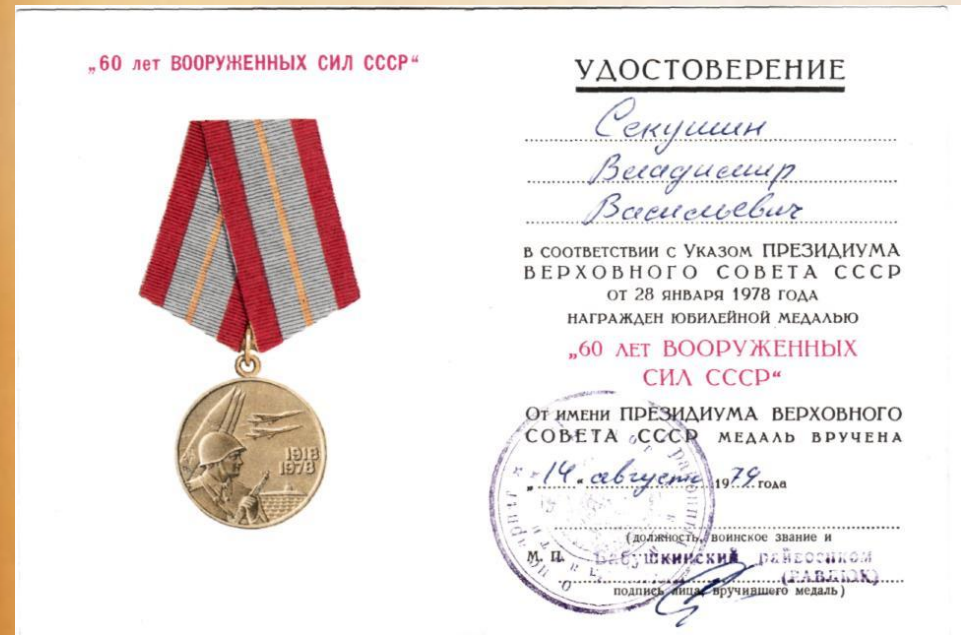 „60 лет ВООРУЖЕННЫХ СИЛ СССР“
1918
1978
УДОСТОВЕРЕНИЕ
Секушин
Владимир
Васильевич
в соответствии с Указом ПРЕЗИДИУМА
ВЕРХОВНОГО СОВЕТА СССР
от 28 января 1978 года
награжден юбилейной медалью
„60 лет ВООРУЖЕННЫХ
СИЛ СССР“
От имени ПРЕЗИДИУМА ВЕРХОВНОГО
СОВЕТА СССР медаль вручена
„14“ августа 1979 года
(должность, воинское звание и
М. П. Бабушкинский райвоенком
(ПАВЛЮК)
подпись лица, вручившего медаль)